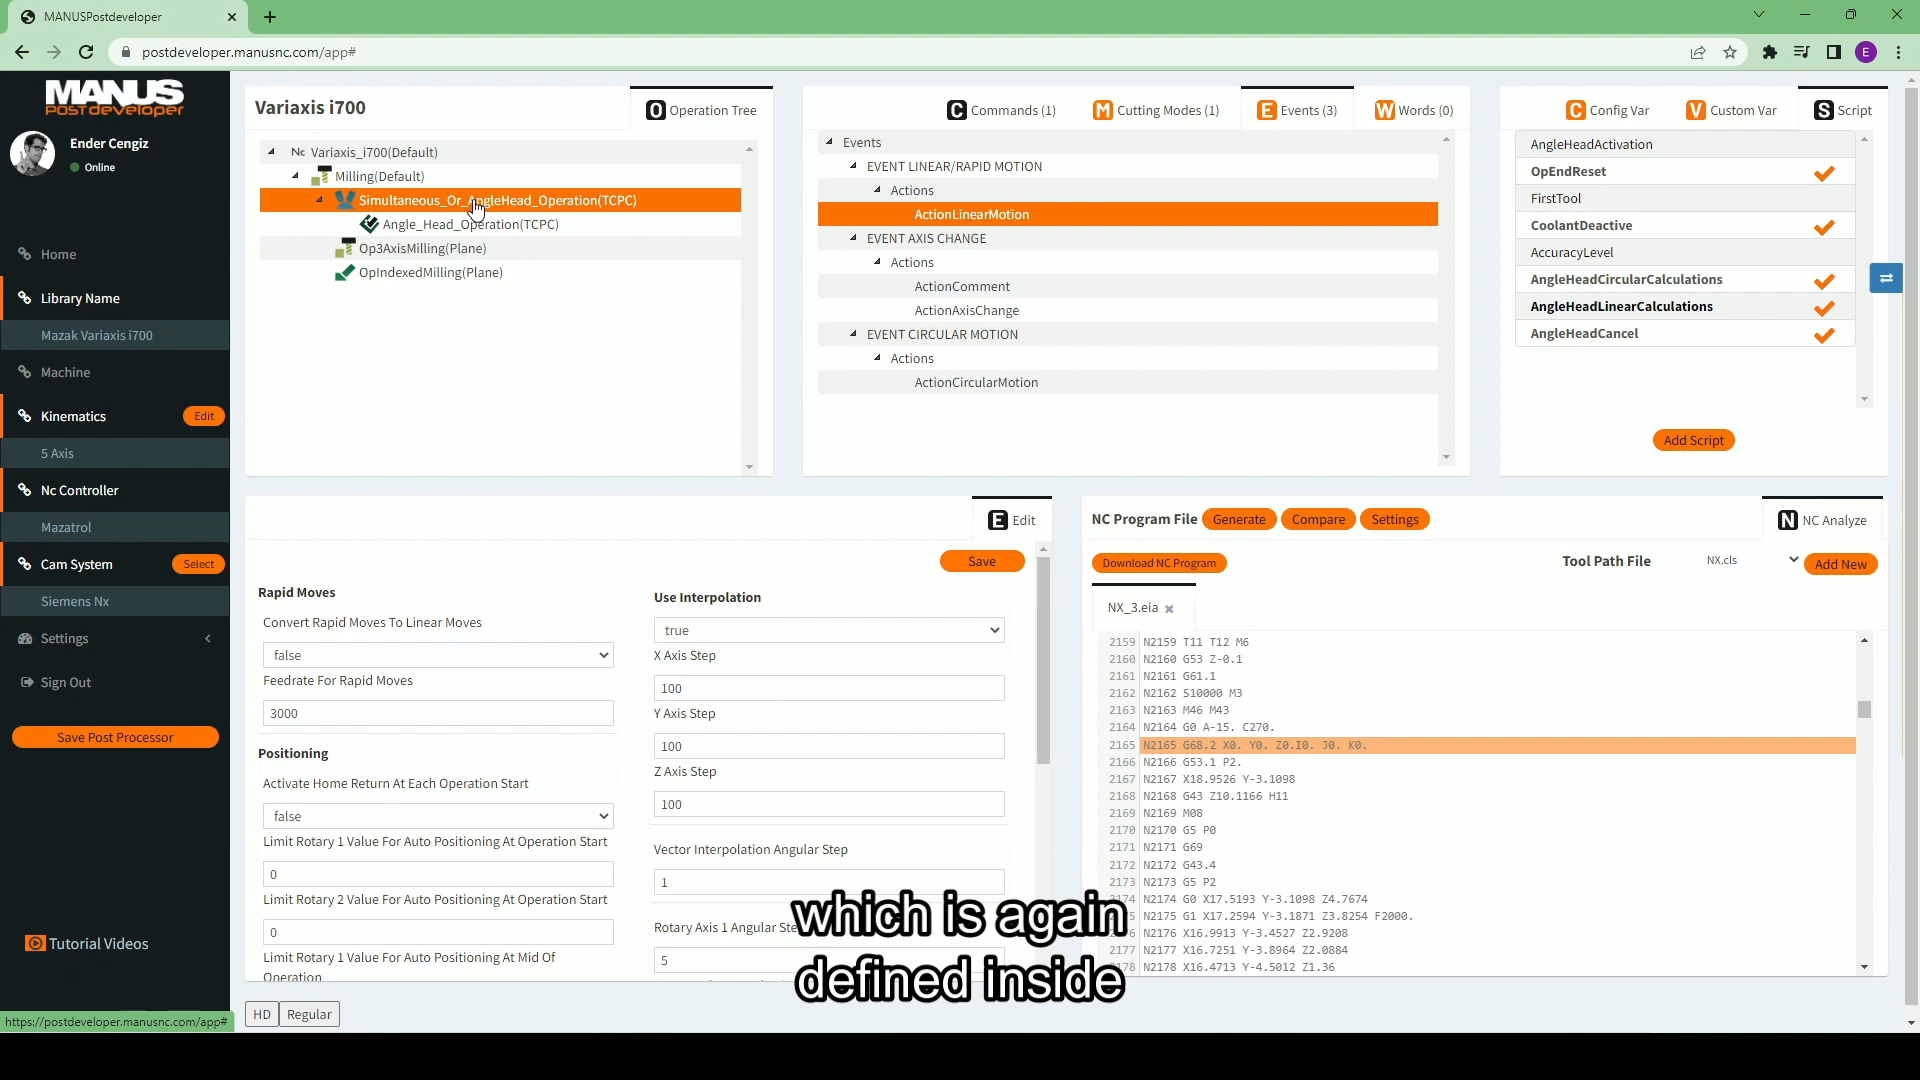 MANUSPostdeveloper
postdeveloper.manusnc.com/app#
E
MANUS
POSTDEVELOPER
Ender Cengiz
Online
Home
Library Name
Mazak Variaxis i700
Machine
Kinematics
Edit
5 Axis
Nc Controller
Mazatrol
Cam System
Select
Siemens Nx
Settings
Sign Out
Save Post Processor
Tutorial Videos
https://postdeveloper.manusnc.com/app#
Variaxis i700
O Operation Tree
Nc Variaxis_i700(Default)
Milling(Default)
Simultaneous_Or_AngleHead_Operation(TCPC)
Angle_Head_Operation(TCPC)
Op3AxisMilling(Plane)
OpIndexedMilling(Plane)
C Commands (1)
M Cutting Modes (1)
E Events (3)
W Words (0)
Events
EVENT LINEAR/RAPID MOTION
Actions
ActionLinearMotion
EVENT AXIS CHANGE
Actions
ActionComment
ActionAxisChange
EVENT CIRCULAR MOTION
Actions
ActionCircularMotion
C Config Var
V Custom Var
S Script
AngleHeadActivation
OpEndReset
FirstTool
CoolantDeactive
AccuracyLevel
AngleHeadCircularCalculations
AngleHeadLinearCalculations
AngleHeadCancel
Add Script
E Edit
Save
Rapid Moves
Convert Rapid Moves To Linear Moves
false
Feedrate For Rapid Moves
3000
Positioning
Activate Home Return At Each Operation Start
false
Limit Rotary 1 Value For Auto Positioning At Operation Start
0
Limit Rotary 2 Value For Auto Positioning At Operation Start
0
Limit Rotary 1 Value For Auto Positioning At Mid Of
Operation
Use Interpolation
true
X Axis Step
100
Y Axis Step
100
Z Axis Step
100
Vector Interpolation Angular Step
1
Rotary Axis 1 Angular Ste
5
HD
Regular
NC Program File
Generate
Compare
Settings
N NC Analyze
Download NC Program
Tool Path File
NX.cls
Add New
NX_3.eia
2159 N2159 T11 T12 M6
2160 N2160 G53 Z-0.1
2161 N2161 G61.1
2162 N2162 S10000 M3
2163 N2163 M46 M43
2164 N2164 G0 A-15. C270.
2165 N2165 G68.2 X0. Y0. Z0.I0. J0. K0.
2166 N2166 G53.1 P2.
2167 N2167 X18.9526 Y-3.1098
2168 N2168 G43 Z10.1166 H11
2169 N2169 M08
2170 N2170 G5 P0
2171 N2171 G69
2172 N2172 G43.4
2173 N2173 G5 P2
2174 N2174 G0 X17.5193 Y-3.1098 Z4.7674
N2175 G1 X17.2594 Y-3.1871 Z3.8254 F2000.
N2176 X16.9913 Y-3.4527 Z2.9208
N2177 X16.7251 Y-3.8964 Z2.0884
2178 N2178 X16.4713 Y-4.5012 Z1.36
which is again
defined inside